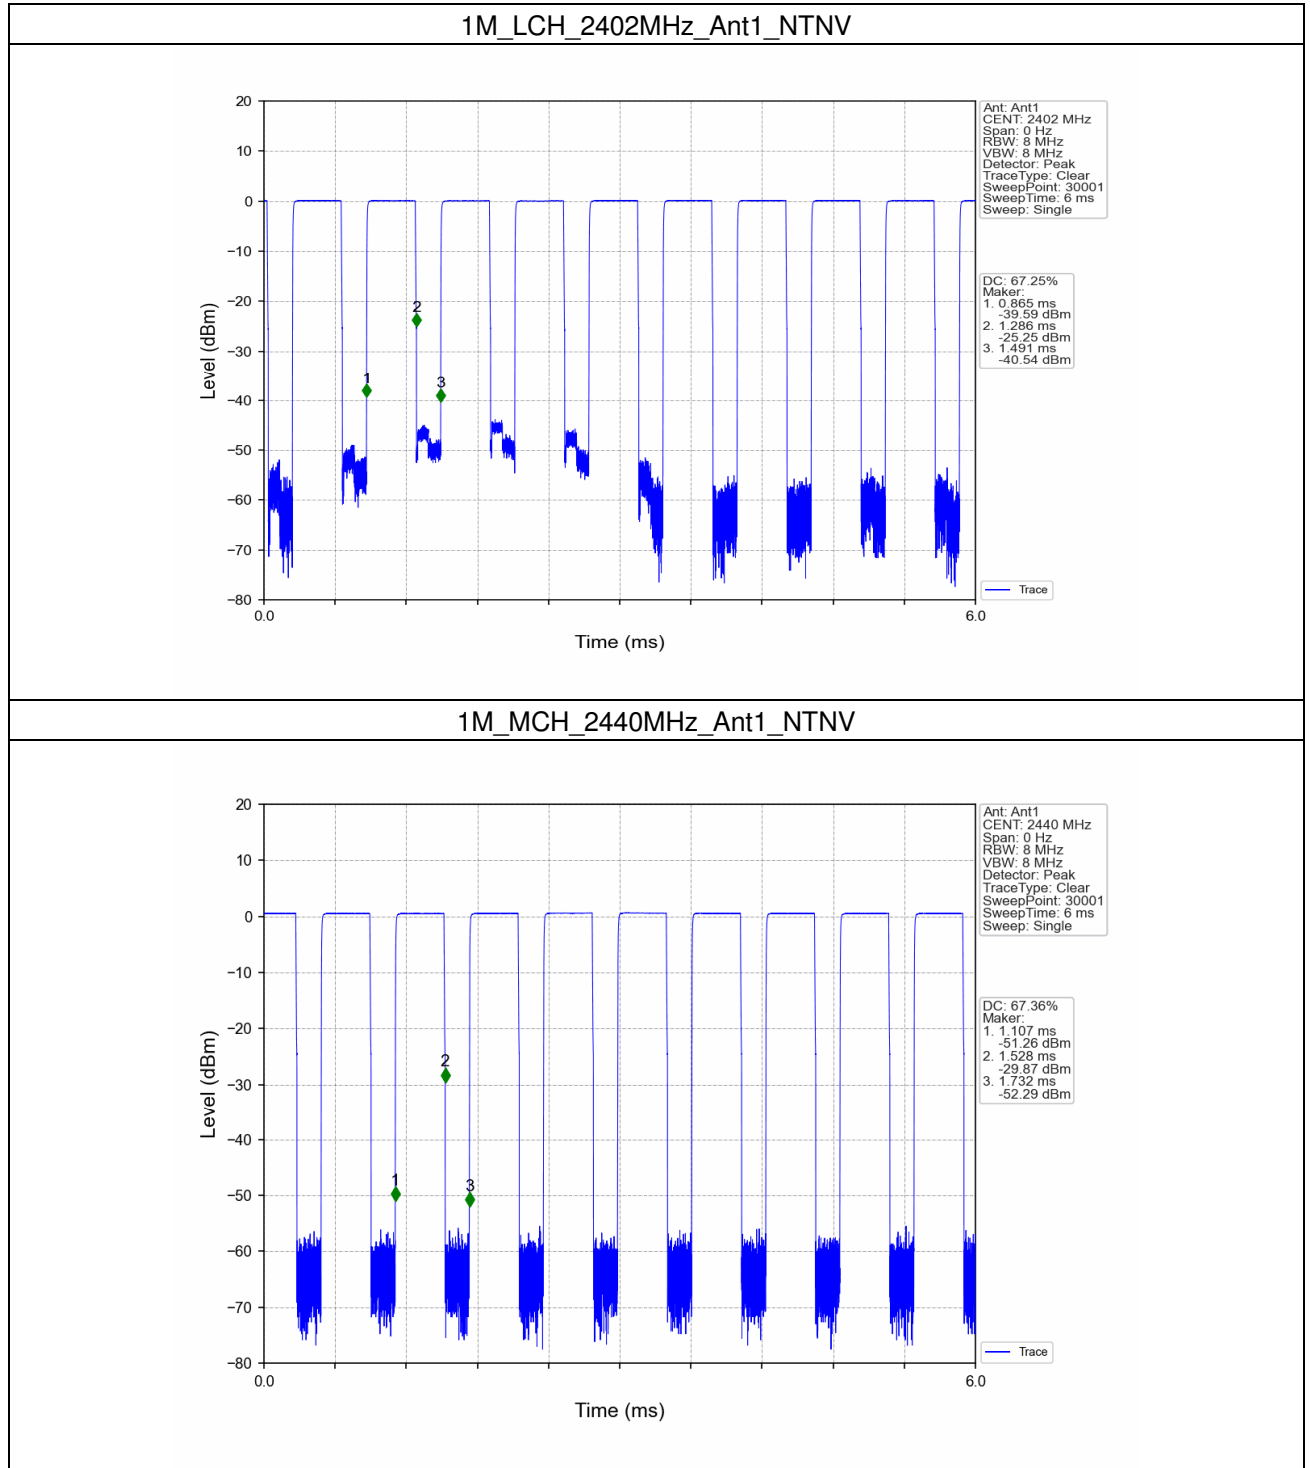 1M_LCH_2402MHz_Ant1_NTNV
20
10
0
−10
−20
−30
−40
−50
−60
−70
−80
Level (dBm)
0.0
6.0
Time (ms)
1
2
3
Ant: Ant1
CENT: 2402 MHz
Span: 0 Hz
RBW: 8 MHz
VBW: 8 MHz
Detector: Peak
TraceType: Clear
SweepPoint: 30001
SweepTime: 6 ms
Sweep: Single
DC: 67.25%
Maker:
1. 0.865 ms
-39.59 dBm
2. 1.286 ms
-25.25 dBm
3. 1.491 ms
-40.54 dBm
Trace
1M_MCH_2440MHz_Ant1_NTNV
20
10
0
−10
−20
−30
−40
−50
−60
−70
−80
Level (dBm)
0.0
6.0
Time (ms)
1
2
3
Ant: Ant1
CENT: 2440 MHz
Span: 0 Hz
RBW: 8 MHz
VBW: 8 MHz
Detector: Peak
TraceType: Clear
SweepPoint: 30001
SweepTime: 6 ms
Sweep: Single
DC: 67.36%
Maker:
1. 1.107 ms
-51.26 dBm
2. 1.528 ms
-29.87 dBm
3. 1.732 ms
-52.29 dBm
Trace